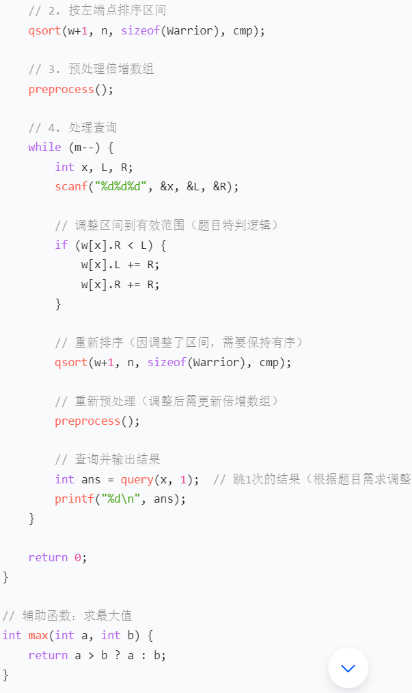 // 2. 按左端点排序区间
qsort(w+1, n, sizeof(Warrior), cmp);
// 3. 预处理倍增数组
preprocess();
// 4. 处理查询
while (m--) {
int x, L, R;
scanf("%d%d%d", &x, &L, &R);
// 调整区间到有效范围（题目特判逻辑）
if (w[x].R < L) {
w[x].L += R;
w[x].R += R;
}
// 重新排序（因调整了区间，需要保持有序）
qsort(w+1, n, sizeof(Warrior), cmp);
// 重新预处理（调整后需更新倍增数组）
preprocess();
// 查询并输出结果
int ans = query(x, 1);  // 跳1次的结果（根据题目需求调整
printf("%d\n", ans);
}
return 0;
}
// 辅助函数：求最大值
int max(int a, int b) {
return a > b ? a : b;
}